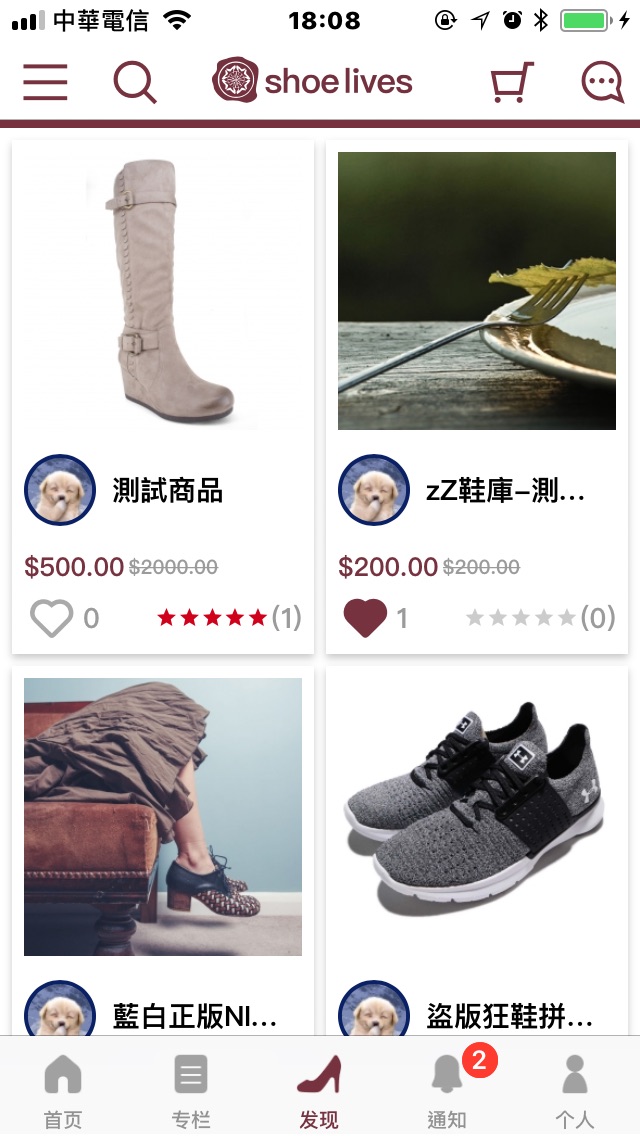 中華電信 18:08
shoe lives
測試商品
zZ鞋庫–測...
$500.00 $2000.00
$200.00 $200.00
0 (1)
1 (0)
藍白正版NI...
盜版狂鞋拼...
2
首页 专栏 发现 通知 个人